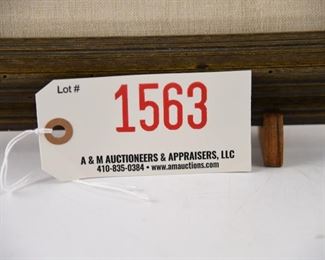 Lot #
1563
A & M AUCTIONEERS & APPRAISERS, LLC
410-835-0384 • www.amauctions.com